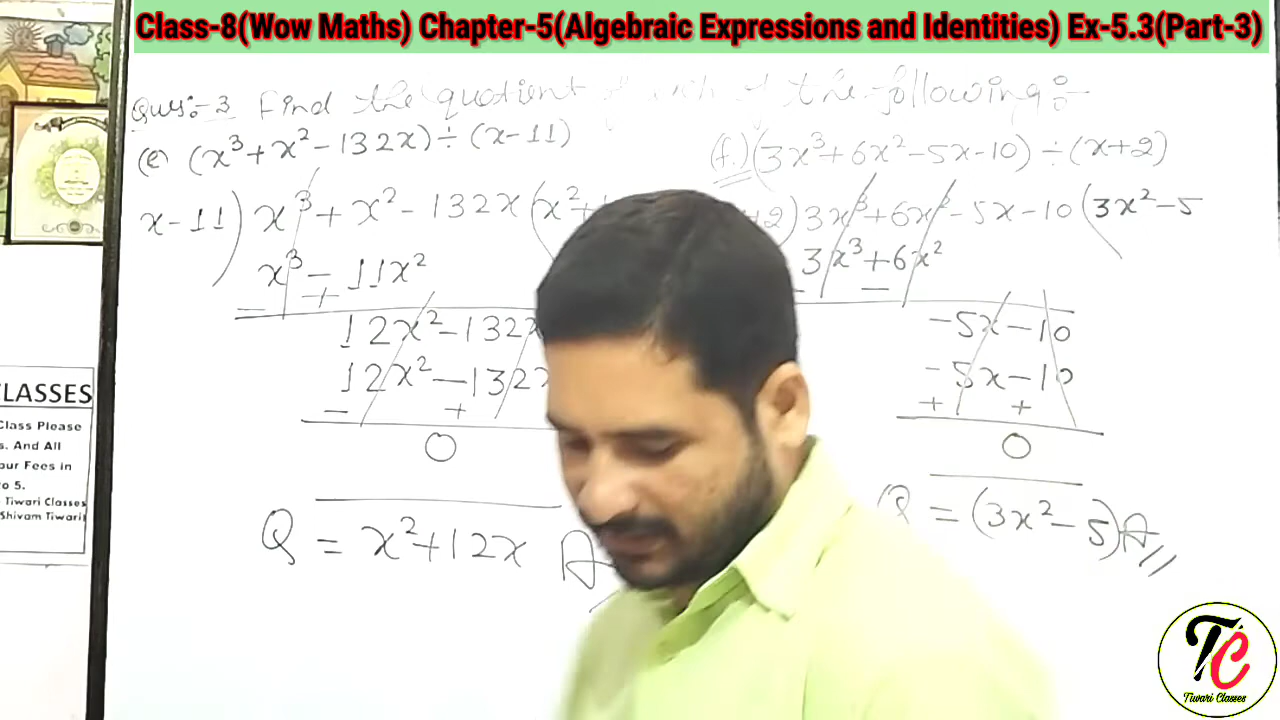 Class-8(Wow Maths) Chapter-5(Algebraic Expressions and Identities) Ex-5.3(Part-3)
Ques:-3 Find the quotient of each of the following:-
(e) (x³+x²-132x)÷(x-11)
x-11) x³+x²-132x (x²+
x³-11x²
- +
12x²-132x
12x²-132x
- +
0
Q = x²+12x A
(f.) (3x³+6x²-5x-10)÷(x+2)
+2) 3x³+6x²-5x-10 (3x²-5
3x³+6x²
- -
-5x-10
-5x-10
+ +
0
Q = (3x²-5) A
CLASSES
Class Please
s. And All
our Fees in
to 5.
Tiwari Classes
Shivam Tiwari
TC
Tiwari Classes